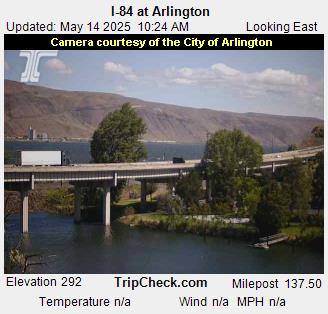 I-84 at Arlington
Updated: May 14 2025 10:24 AM Looking East
Camera courtesy of the City of Arlington
Elevation 292 TripCheck.com Milepost 137.50
Temperature n/a Wind n/a MPH n/a